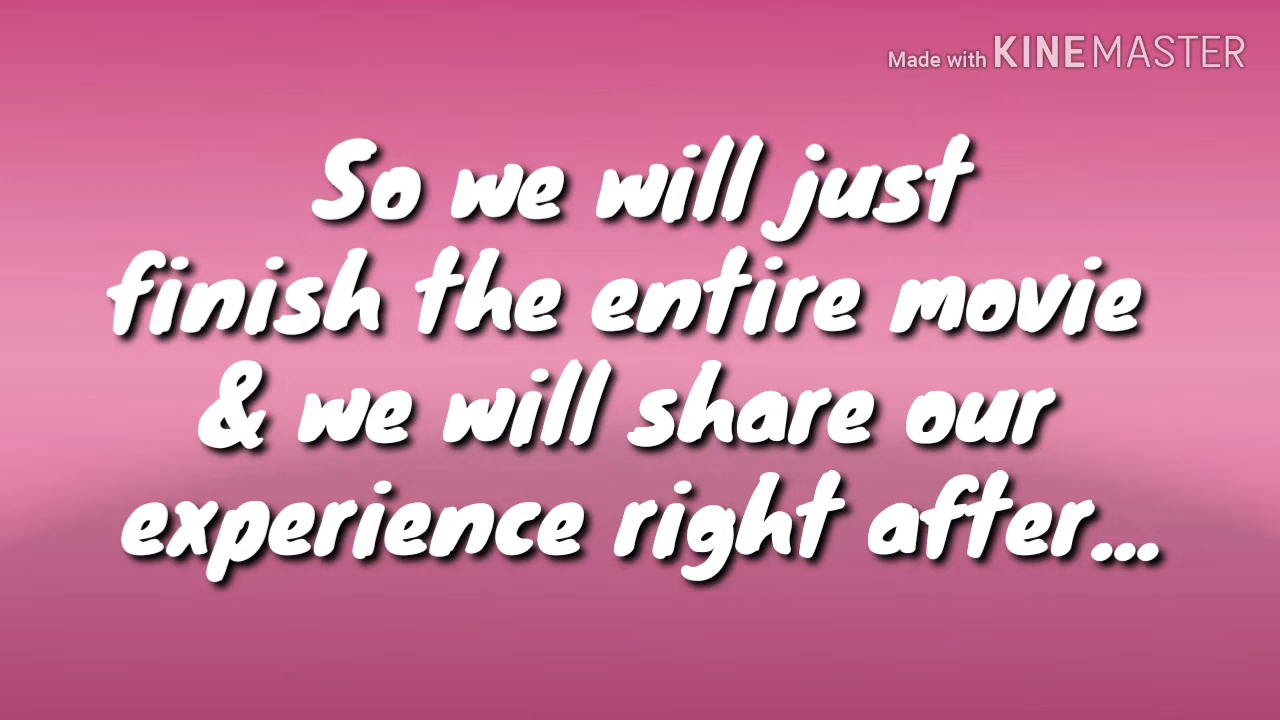 Made with KINEMASTER
So we will just
finish the entire movie
& we will share our
experience right after...